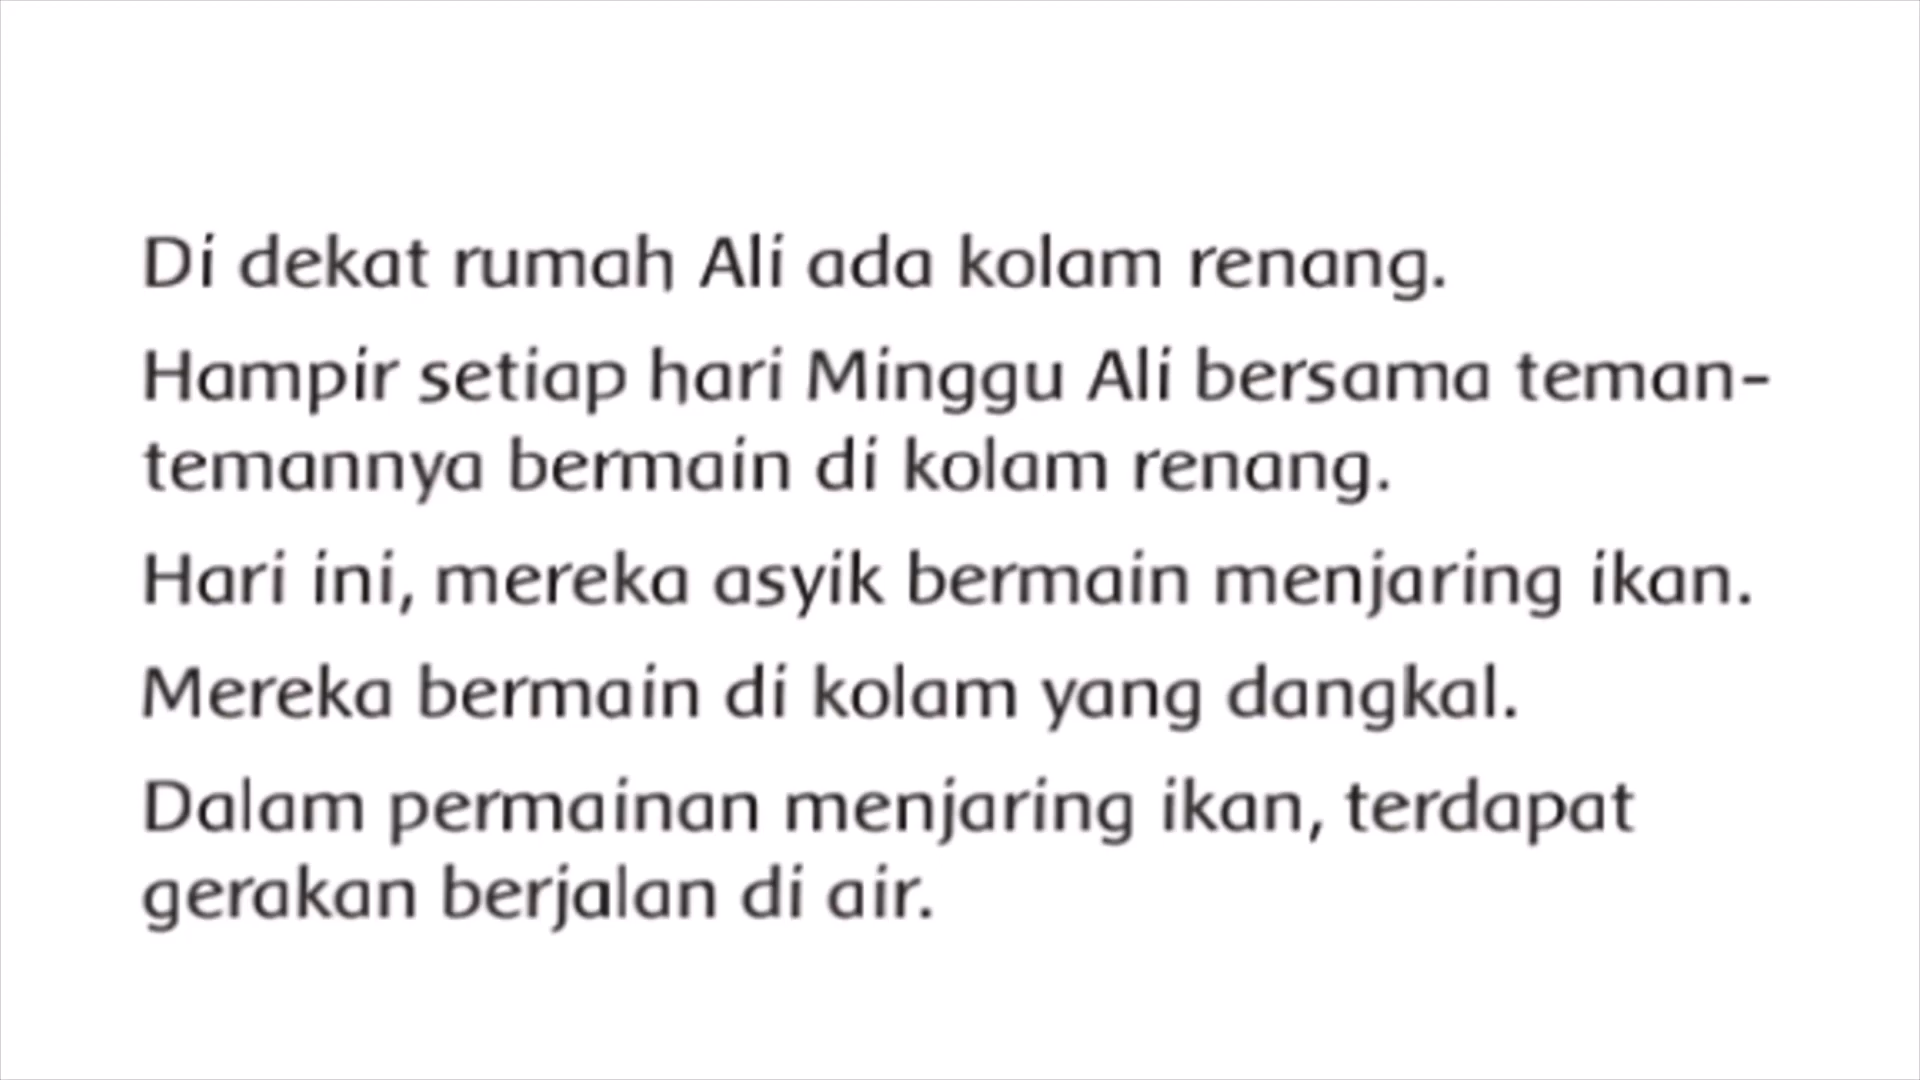 Di dekat rumah Ali ada kolam renang.
Hampir setiap hari Minggu Ali bersama teman-
temannya bermain di kolam renang.
Hari ini, mereka asyik bermain menjaring ikan.
Mereka bermain di kolam yang dangkal.
Dalam permainan menjaring ikan, terdapat
gerakan berjalan di air.